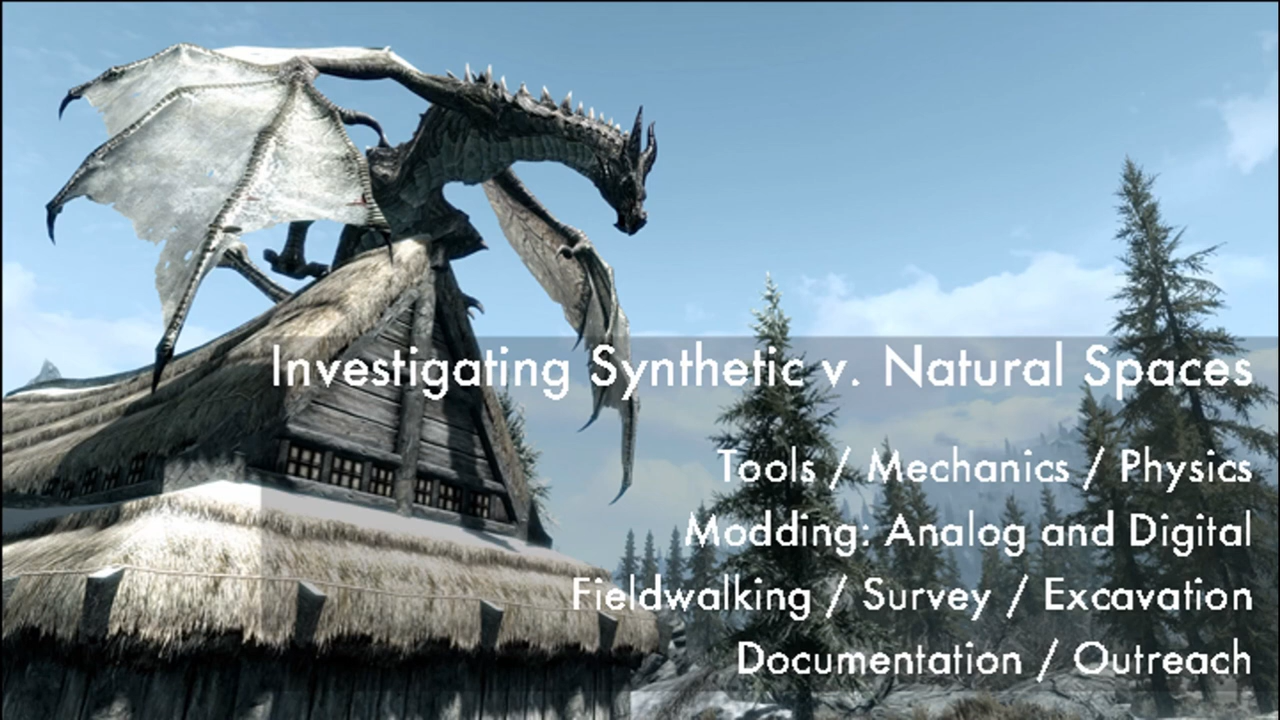 Investigating Synthetic v. Natural Spaces
Tools / Mechanics / Physics
Modding: Analog and Digital
Fieldwalking / Survey / Excavation
Documentation / Outreach